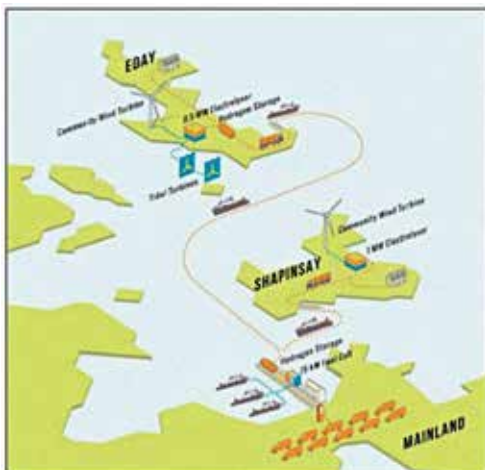 EDAY
Community Wind Turbine
0.5 MW Electrolyser
Hydrogen Storage
Tidal Turbines
Community Wind Turbine
1 MW Electrolyser
SHAPINSAY
Hydrogen Storage
75 kW Fuel Cell
MAINLAND